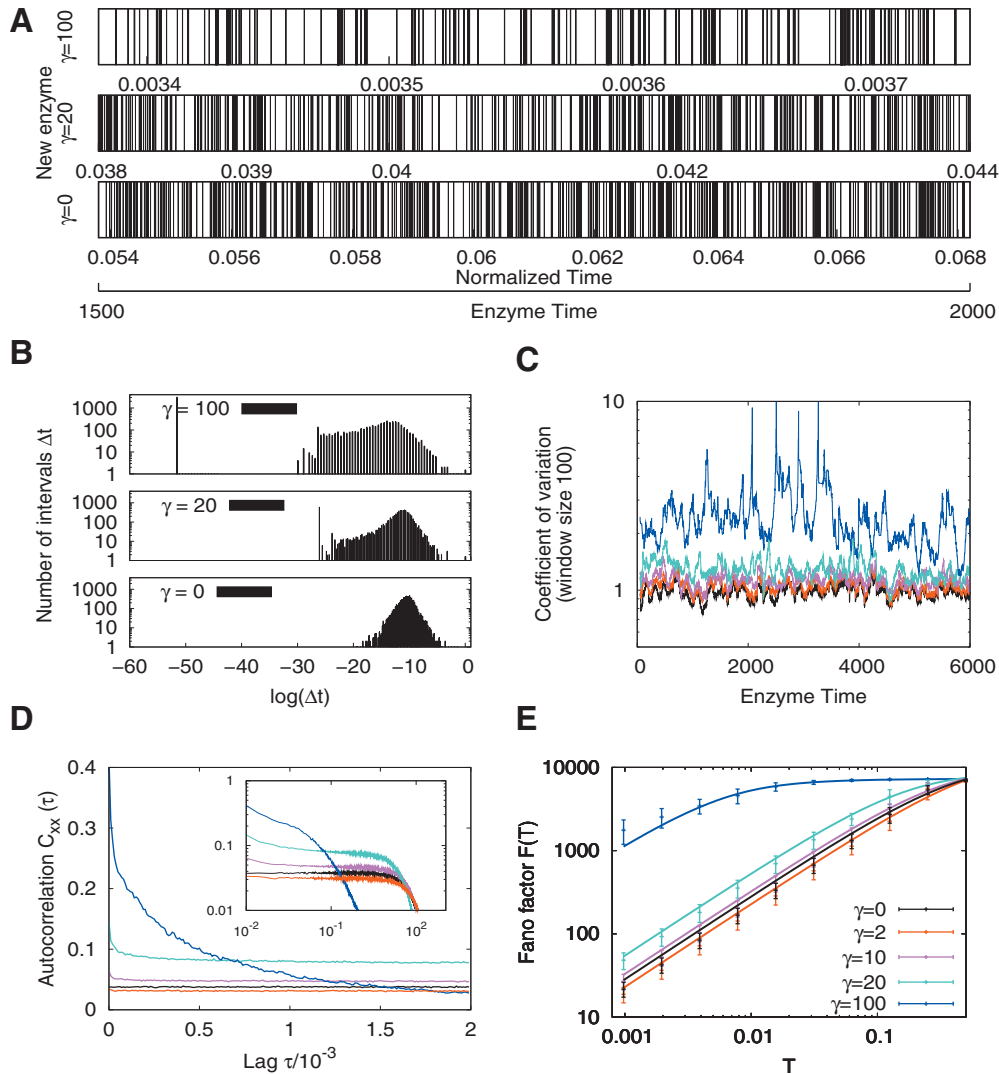 A
New enzyme
γ=100
0.0034 0.0035 0.0036 0.0037
γ=20
0.038 0.039 0.04 0.042 0.044
γ=0
0.054 0.056 0.058 0.06 0.062 0.064 0.066 0.068
Normalized Time
1500 Enzyme Time 2000
B
Number of intervals Δt
1000
100
10
1
γ = 100
1000
100
10
1
γ = 20
1000
100
10
1
γ = 0
−60 −50 −40 −30 −20 −10 0
log(Δt)
C
Coefficient of variation
(window size 100)
10
1
0 2000 4000 6000
Enzyme Time
D
Autocorrelation Cxx (τ)
0.4
0.3
0.2
0.1
0
0 0.5 1 1.5 2
Lag τ/10-3
1
0.1
0.01
10-2 10-1 100 102
E
Fano factor F(T)
10000
1000
100
10
0.001 0.01 0.1
T
γ=0
γ=2
γ=10
γ=20
γ=100